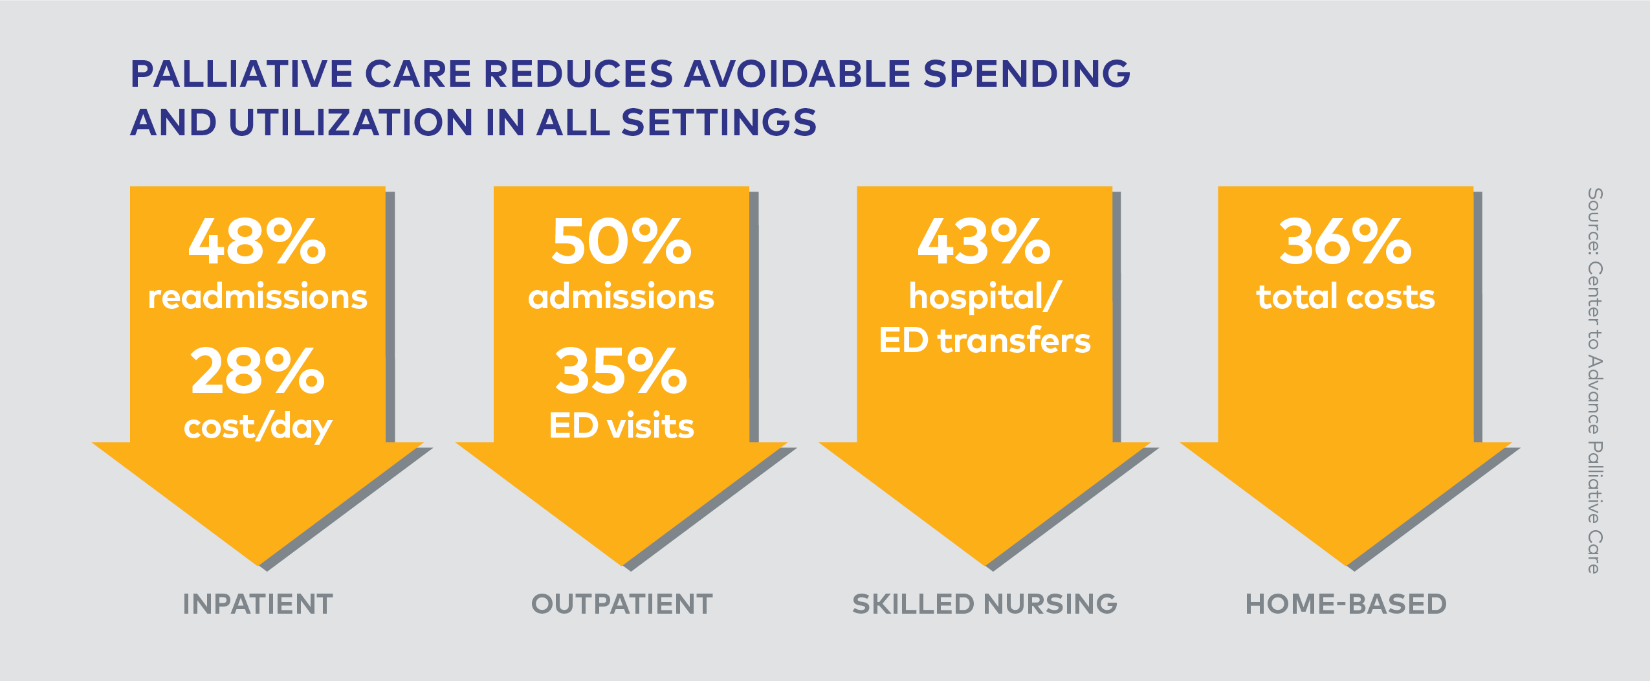 PALLIATIVE CARE REDUCES AVOIDABLE SPENDING
AND UTILIZATION IN ALL SETTINGS
48%
readmissions
28%
cost/day
INPATIENT
50%
admissions
35%
ED visits
OUTPATIENT
43%
hospital/
ED transfers
SKILLED NURSING
36%
total costs
HOME-BASED
Source: Center to Advance Palliative Care